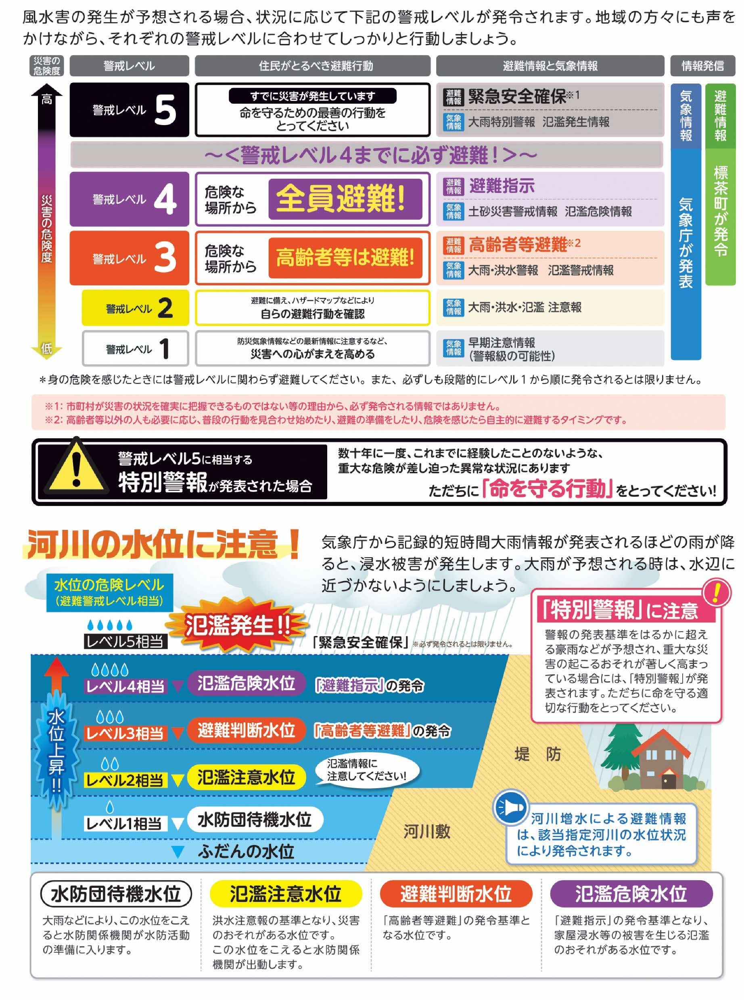 風水害の発生が予想される場合、状況に応じて下記の警戒レベルが発令されます。地域の方々にも声を
かけながら、それぞれの警戒レベルに合わせてしっかりと行動しましょう。
災害の
危険度
警戒レベル
住民がとるべき避難行動
避難情報と気象情報
情報発信
高
災害の危険度
低
警戒レベル 5
すでに災害が発生しています
命を守るための最善の行動を
とってください
避難
情報
緊急安全確保※1
気象
情報
大雨特別警報 氾濫発生情報
〜<警戒レベル4までに必ず避難!>〜
警戒レベル 4
危険な
場所から
全員避難!
避難
情報
避難指示
気象
情報
土砂災害警戒情報 氾濫危険情報
警戒レベル 3
危険な
場所から
高齢者等は避難!
避難
情報
高齢者等避難※2
気象
情報
大雨・洪水警報 氾濫警戒情報
警戒レベル 2
避難に備え、ハザードマップなどにより
自らの避難行動を確認
気象
情報
大雨・洪水・氾濫 注意報
警戒レベル 1
防災気象情報などの最新情報に注意するなど、
災害への心がまえを高める
気象
情報
早期注意情報
(警報級の可能性)
気象情報
気象庁が発表
避難情報
標茶町が発令
*身の危険を感じたときには警戒レベルに関わらず避難してください。また、必ずしも段階的にレベル1から順に発令されるとは限りません。
※1: 市町村が災害の状況を確実に把握できるものではない等の理由から、必ず発令される情報ではありません。
※2: 高齢者等以外の人も必要に応じ、普段の行動を見合わせ始めたり、避難の準備をしたり、危険を感じたら自主的に避難するタイミングです。
警戒レベル5に相当する
特別警報が発表された場合
数十年に一度、これまでに経験したことのないような、
重大な危険が差し迫った異常な状況にあります
ただちに「命を守る行動」をとってください!
河川の水位に注意!
気象庁から記録的短時間大雨情報が発表されるほどの雨が降
ると、浸水被害が発生します。大雨が予想される時は、水辺に
近づかないようにしましょう。
水位の危険レベル
(避難警戒レベル相当)
レベル5相当
氾濫発生!!
「緊急安全確保」※必ず発令されるとは限りません。
「特別警報」に注意
警報の発表基準をはるかに超え
る豪雨などが予想され、重大な災
害の起こるおそれが著しく高まっ
ている場合には、「特別警報」が発
表されます。ただちに命を守る適
切な行動をとってください。
水位上昇!!
レベル4相当
氾濫危険水位
「避難指示」の発令
レベル3相当
避難判断水位
「高齢者等避難」の発令
レベル2相当
氾濫注意水位
氾濫情報に
注意してください!
レベル1相当
水防団待機水位
ふだんの水位
堤 防
河川敷
河川増水による避難情報
は、該当指定河川の水位状況
により発令されます。
水防団待機水位
大雨などにより、この水位をこえ
ると水防関係機関が水防活動
の準備に入ります。
氾濫注意水位
洪水注意報の基準となり、災害
のおそれがある水位です。
この水位をこえると水防関係
機関が出動します。
避難判断水位
「高齢者等避難」の発令基準と
なる水位です。
氾濫危険水位
「避難指示」の発令基準となり、
家屋浸水等の被害を生じる氾濫
のおそれがある水位です。